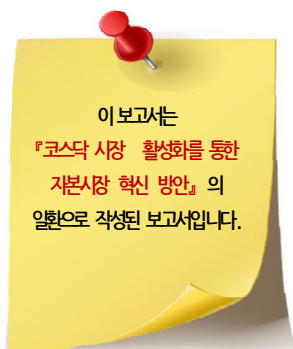 이 보고서는
『코스닥 시장 활성화를 통한
자본시장 혁신 방안』의
일환으로 작성된 보고서입니다.